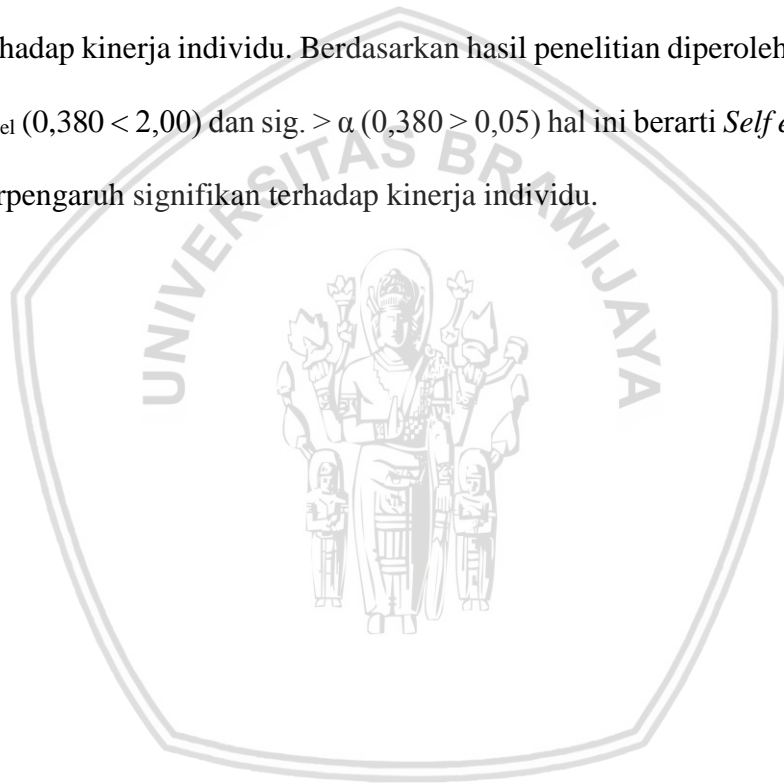 hadap kinerja individu. Berdasarkan hasil penelitian diperoleh
el (0,380 < 2,00) dan sig. > α (0,380 > 0,05) hal ini berarti Self e
rpengaruh signifikan terhadap kinerja individu.
UNIVERSITAS BRAWIJAYA